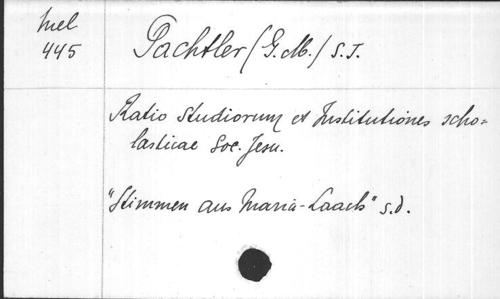 Mel
445
Pachtler (G. M.) S. J.
Ratio studiorum et Institutiones scho=
lasticae Soc. Jesu.
"Stimmen aus Maria-Laach" s. d.